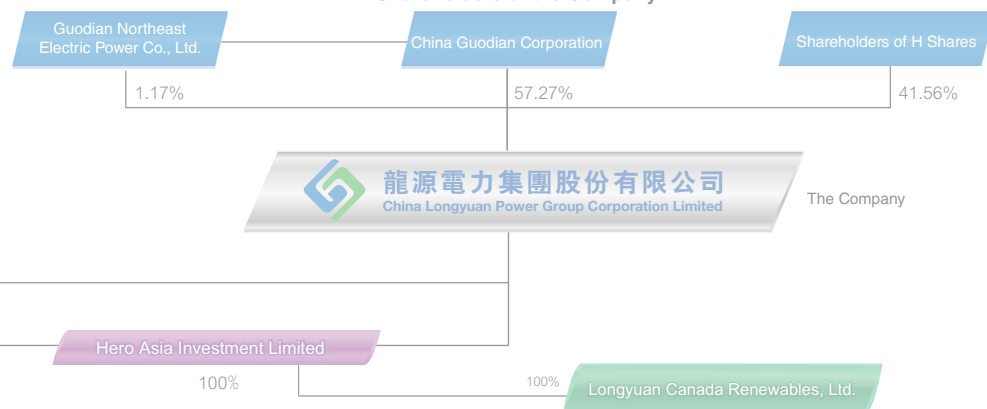 Guodian Northeast
Electric Power Co., Ltd.
China Guodian Corporation
Shareholders of H Shares
1.17%
57.27%
41.56%
龍源電力集團股份有限公司
China Longyuan Power Group Corporation Limited
The Company
Hero Asia Investment Limited
100%
100%
Longyuan Canada Renewables, Ltd.